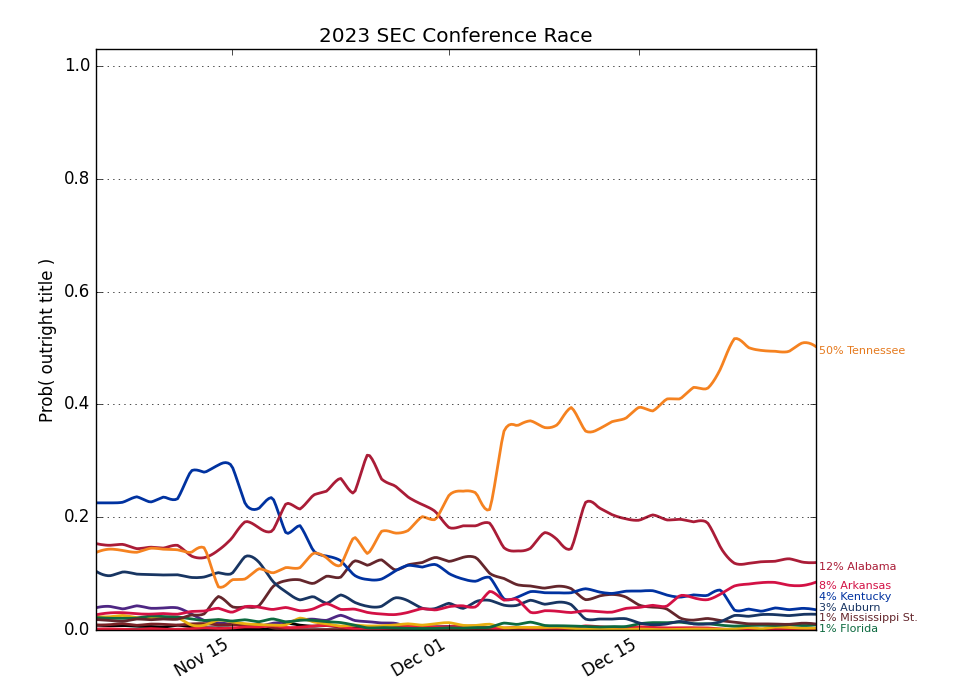 2023 SEC Conference Race
Prob( outright title )
1.0
0.8
0.6
0.4
0.2
0.0
50% Tennessee
12% Alabama
8% Arkansas
4% Kentucky
3% Auburn
1% Mississippi St.
1% Florida
Nov 15
Dec 01
Dec 15